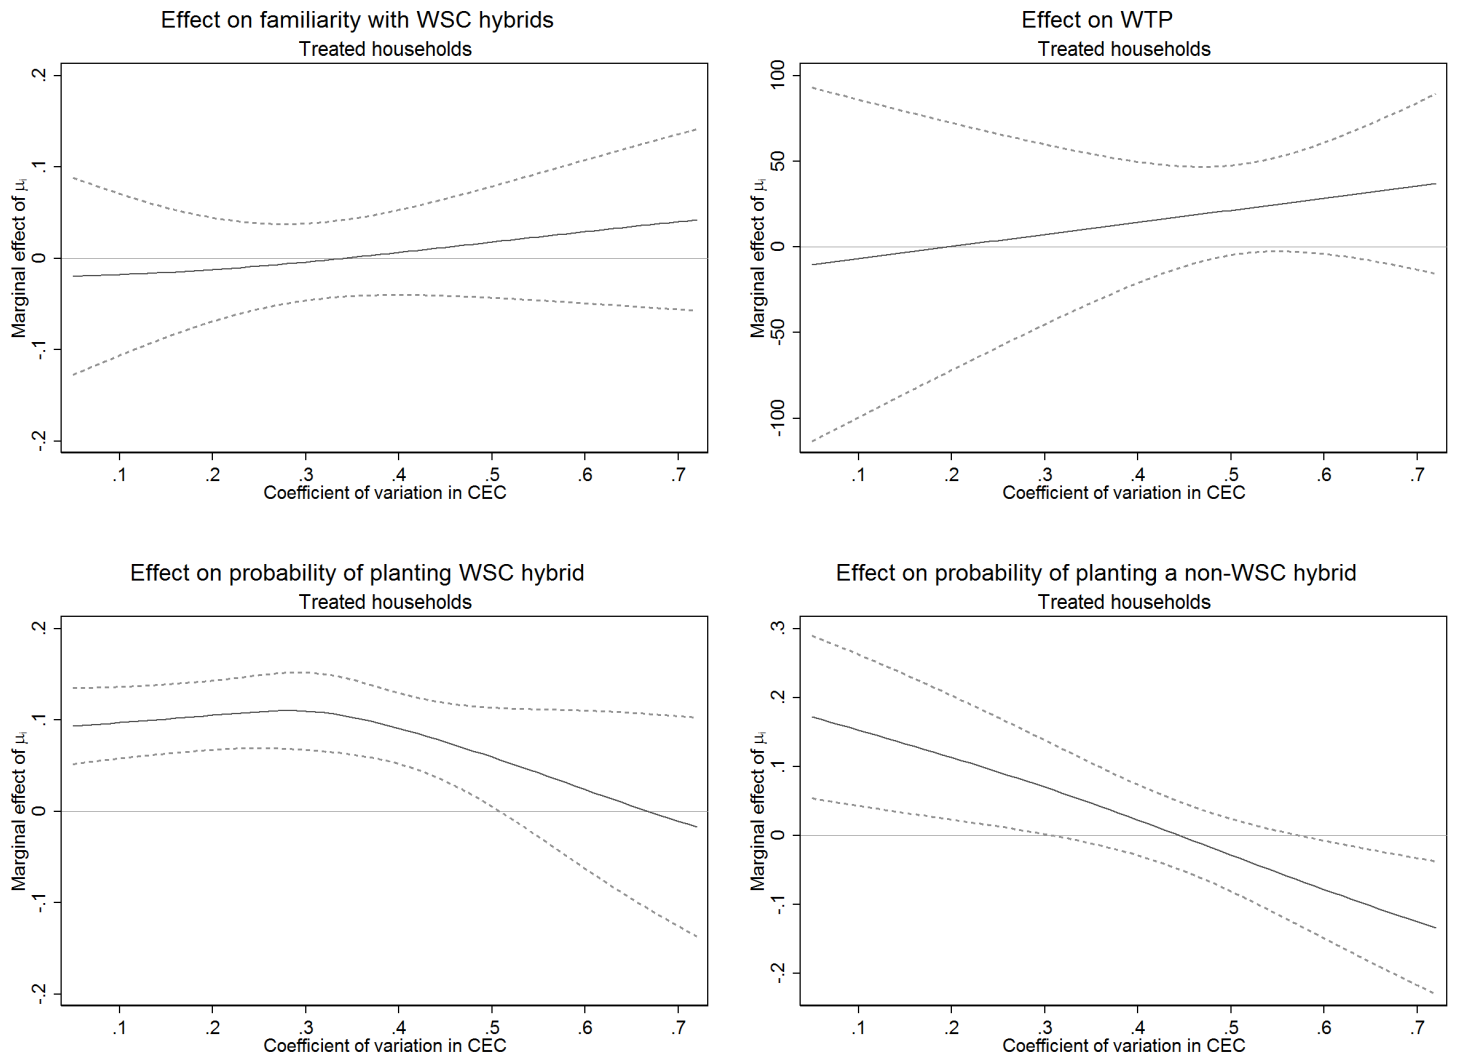 Effect on familiarity with WSC hybrids
Treated households
Marginal effect of μi
.2
.1
0
-.1
-.2
.1 .2 .3 .4 .5 .6 .7
Coefficient of variation in CEC
Effect on WTP
Treated households
Marginal effect of μi
100
50
0
-50
-100
.1 .2 .3 .4 .5 .6 .7
Coefficient of variation in CEC
Effect on probability of planting WSC hybrid
Treated households
Marginal effect of μi
.2
.1
0
-.1
-.2
.1 .2 .3 .4 .5 .6 .7
Coefficient of variation in CEC
Effect on probability of planting a non-WSC hybrid
Treated households
Marginal effect of μi
.3
.2
.1
0
-.1
-.2
.1 .2 .3 .4 .5 .6 .7
Coefficient of variation in CEC